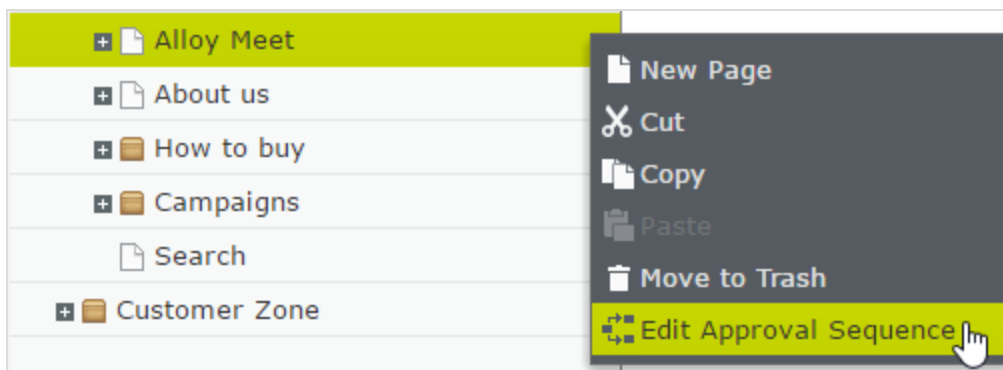 Alloy Meet
About us
How to buy
Campaigns
Search
Customer Zone
New Page
Cut
Copy
Paste
Move to Trash
Edit Approval Sequence